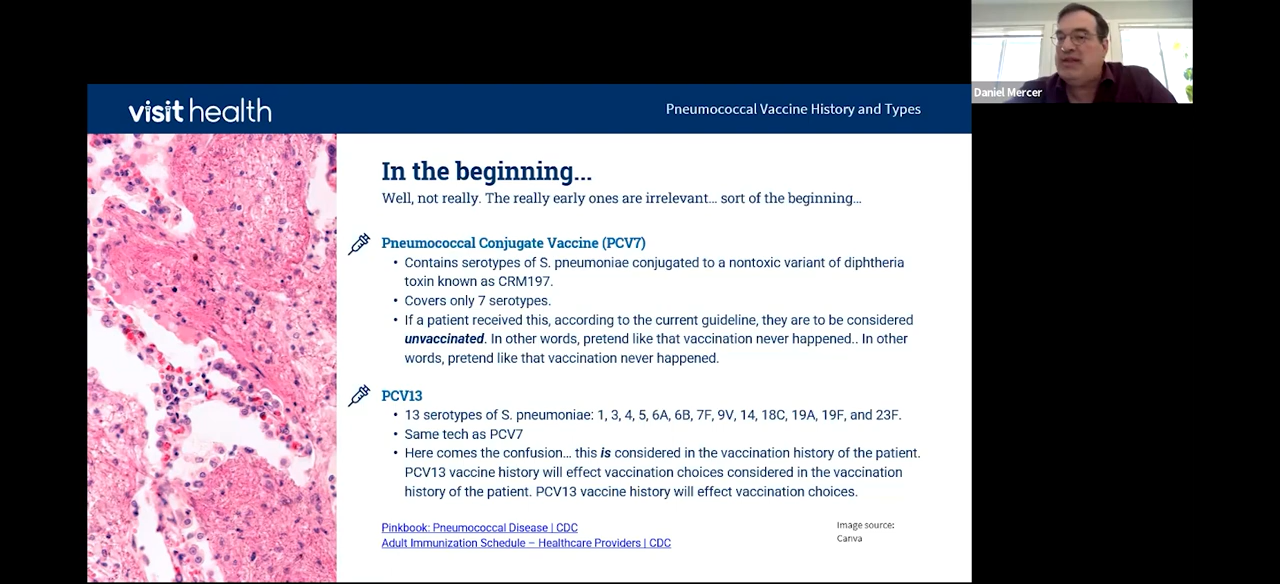 Daniel Mercer
visit health
Pneumococcal Vaccine History and Types
In the beginning...
Well, not really. The really early ones are irrelevant... sort of the beginning...
Pneumococcal Conjugate Vaccine (PCV7)
• Contains serotypes of S. pneumoniae conjugated to a nontoxic variant of diphtheria
toxin known as CRM197.
• Covers only 7 serotypes.
• If a patient received this, according to the current guideline, they are to be considered
unvaccinated. In other words, pretend like that vaccination never happened.. In other
words, pretend like that vaccination never happened.
PCV13
• 13 serotypes of S. pneumoniae: 1, 3, 4, 5, 6A, 6B, 7F, 9V, 14, 18C, 19A, 19F, and 23F.
• Same tech as PCV7
• Here comes the confusion... this is considered in the vaccination history of the patient.
PCV13 vaccine history will effect vaccination choices considered in the vaccination
history of the patient. PCV13 vaccine history will effect vaccination choices.
Pinkbook: Pneumococcal Disease | CDC
Adult Immunization Schedule – Healthcare Providers | CDC
Image source:
Canva